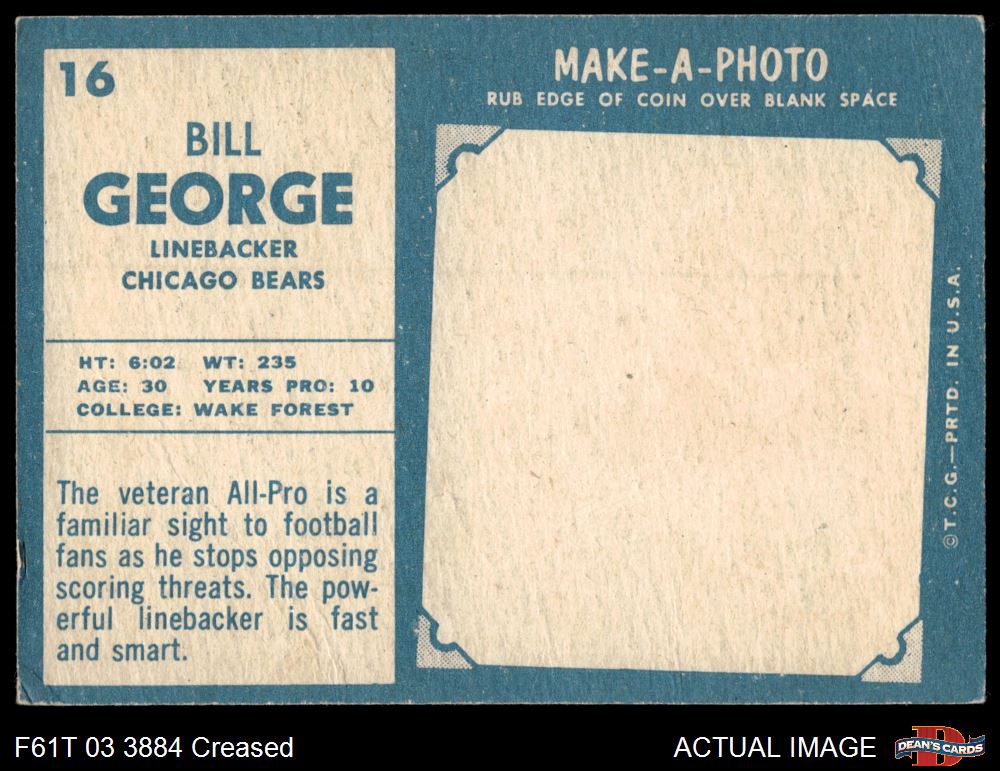 16
BILL
GEORGE
LINEBACKER
CHICAGO BEARS
HT: 6:02 WT: 235
AGE: 30 YEARS PRO: 10
COLLEGE: WAKE FOREST
The veteran All-Pro is a
familiar sight to football
fans as he stops opposing
scoring threats. The pow-
erful linebacker is fast
and smart.
MAKE-A-PHOTO
RUB EDGE OF COIN OVER BLANK SPACE
©T.C.G.—PRTD. IN U.S.A.
F61T 03 3884 Creased
ACTUAL IMAGE
DEAN'S CARDS